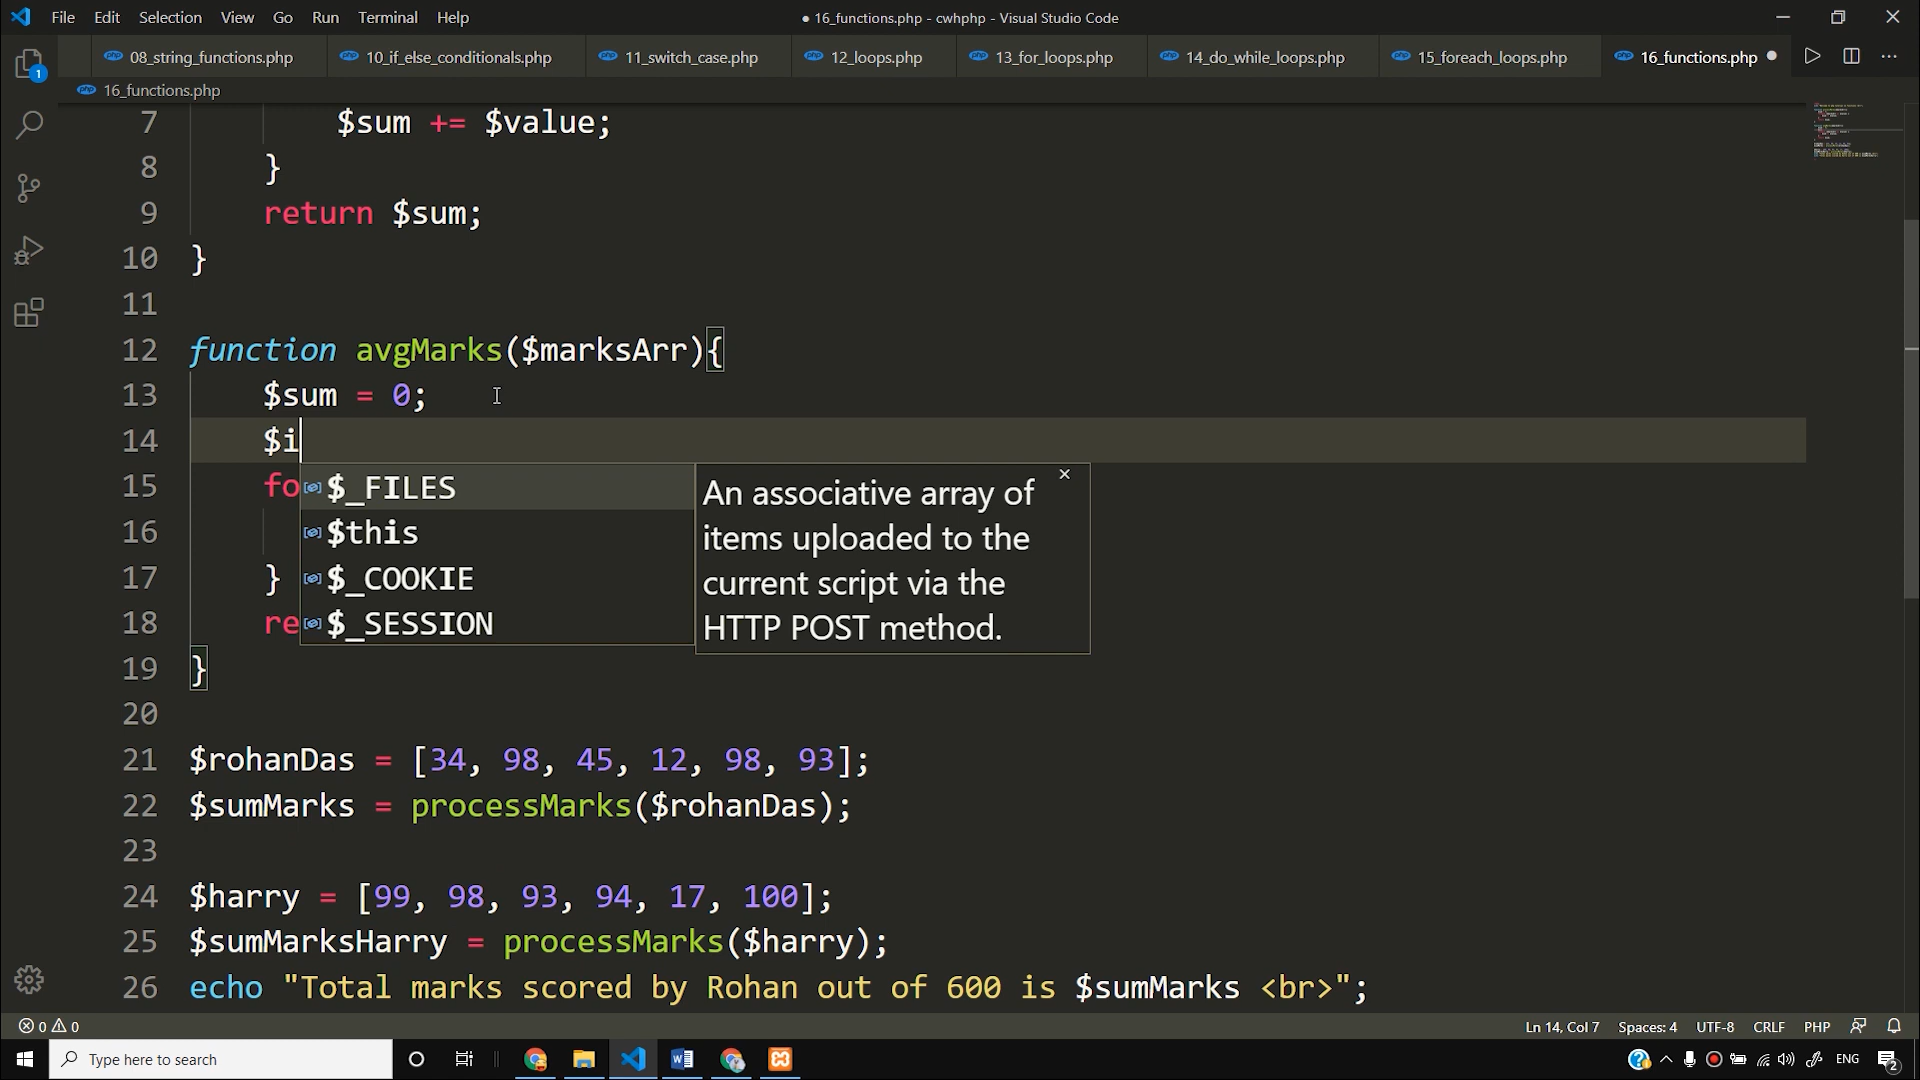 File Edit Selection View Go Run Terminal Help
● 16_functions.php - cwhphp - Visual Studio Code
08_string_functions.php 10_if_else_conditionals.php 11_switch_case.php 12_loops.php 13_for_loops.php 14_do_while_loops.php 15_foreach_loops.php 16_functions.php
1
16_functions.php
7 $sum += $value;
8 }
9 return $sum;
10 }
11
12 function avgMarks($marksArr){
13 $sum = 0;
14 $i
15 fo $_FILES
16 $this
17 } $_COOKIE
18 re $_SESSION
An associative array of
items uploaded to the
current script via the
HTTP POST method.
19 }
20
21 $rohanDas = [34, 98, 45, 12, 98, 93];
22 $sumMarks = processMarks($rohanDas);
23
24 $harry = [99, 98, 93, 94, 17, 100];
25 $sumMarksHarry = processMarks($harry);
26 echo "Total marks scored by Rohan out of 600 is $sumMarks <br>";
0 0 Ln 14, Col 7 Spaces: 4 UTF-8 CRLF PHP
Type here to search ENG 2